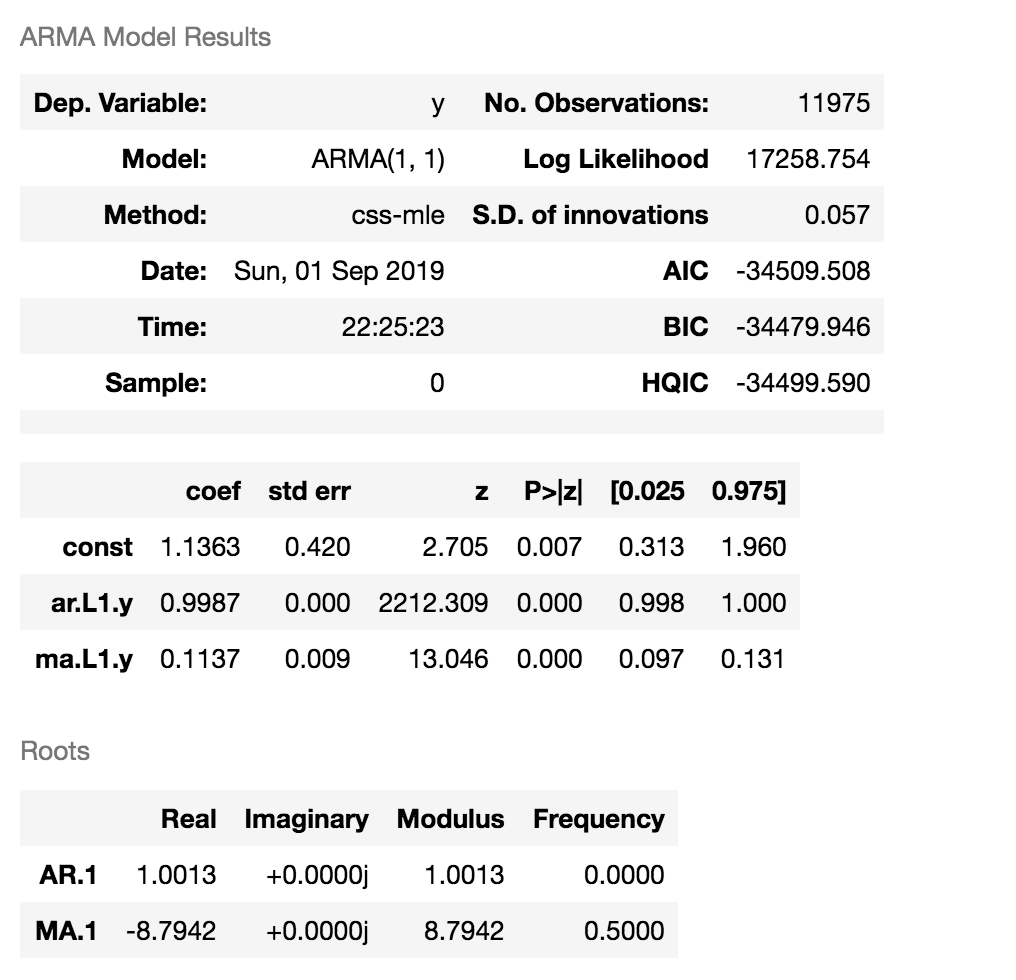 ARMA Model Results
Dep. Variable: y No. Observations: 11975
Model: ARMA(1, 1) Log Likelihood 17258.754
Method: css-mle S.D. of innovations 0.057
Date: Sun, 01 Sep 2019 AIC -34509.508
Time: 22:25:23 BIC -34479.946
Sample: 0 HQIC -34499.590
coef std err z P>|z| [0.025 0.975]
const 1.1363 0.420 2.705 0.007 0.313 1.960
ar.L1.y 0.9987 0.000 2212.309 0.000 0.998 1.000
ma.L1.y 0.1137 0.009 13.046 0.000 0.097 0.131
Roots
Real Imaginary Modulus Frequency
AR.1 1.0013 +0.0000j 1.0013 0.0000
MA.1 -8.7942 +0.0000j 8.7942 0.5000